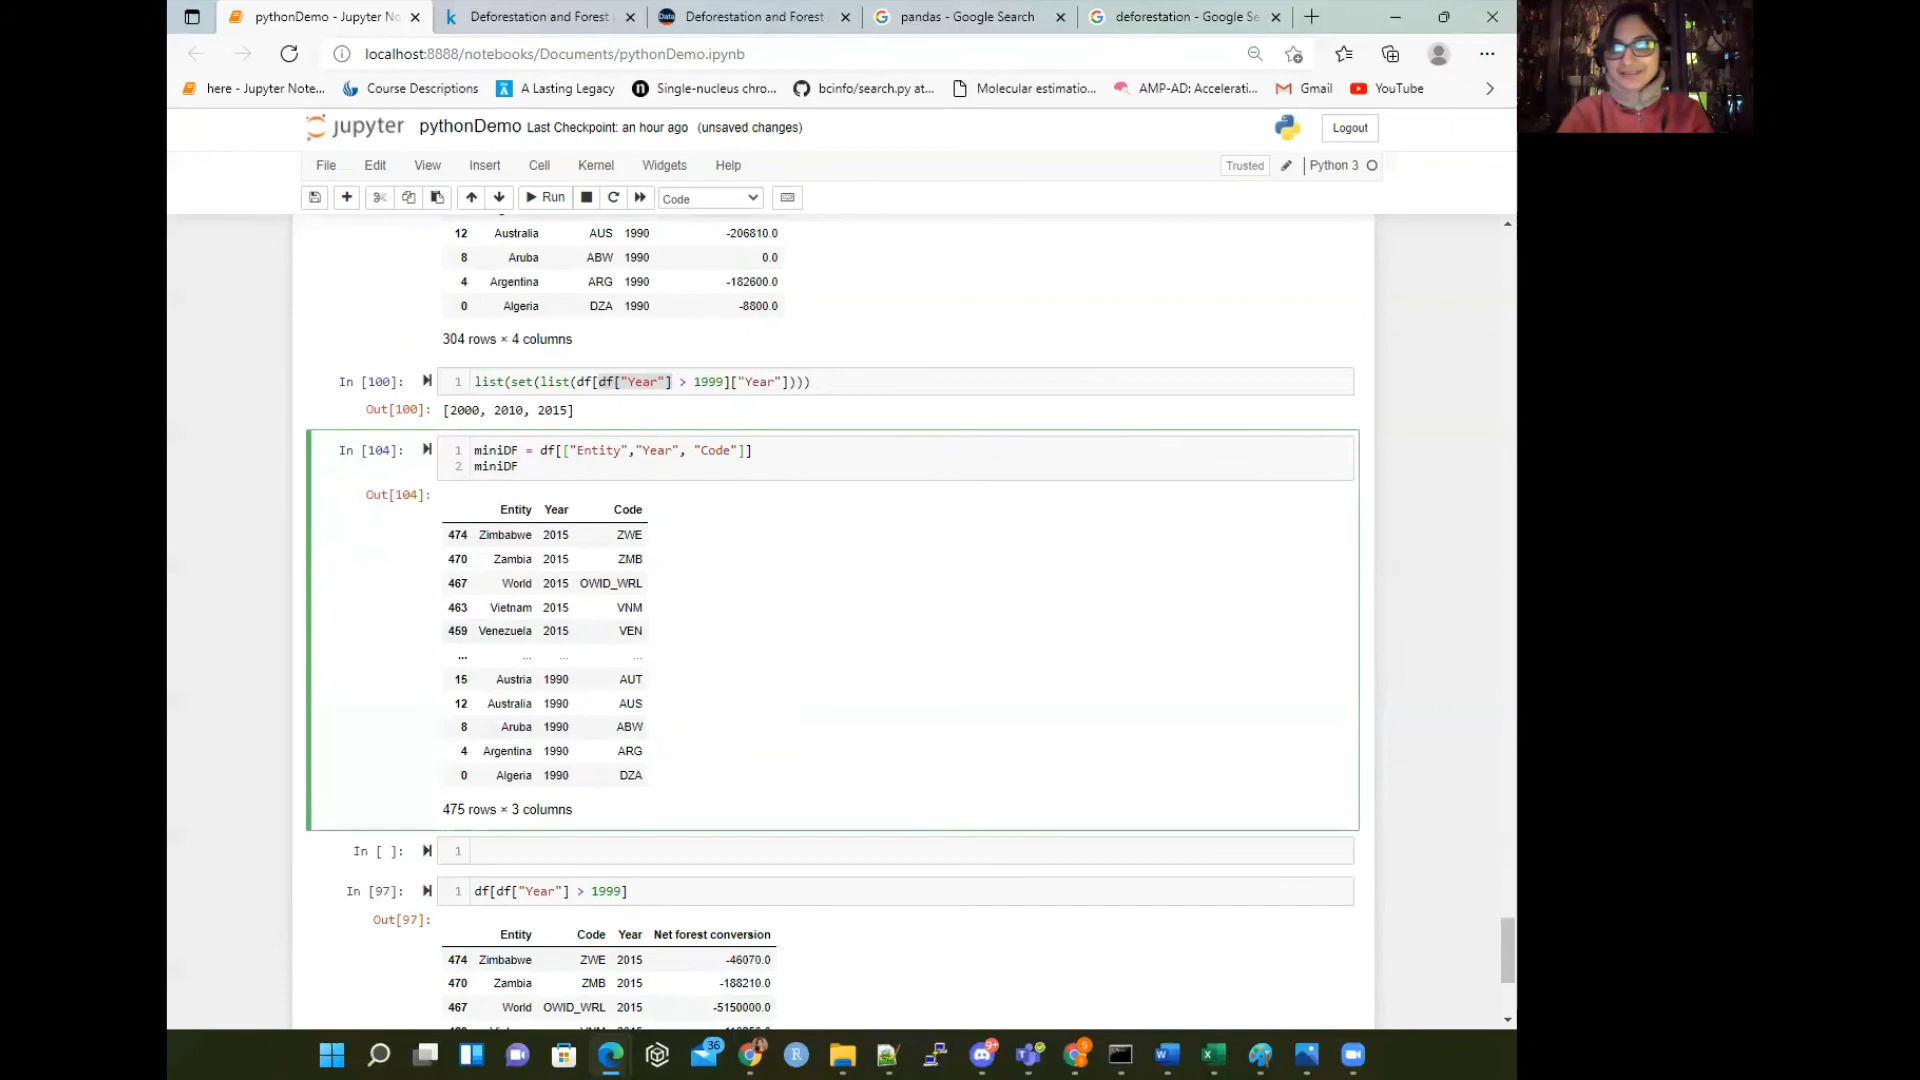 pythonDemo - Jupyter No
Deforestation and Forest
Data
Deforestation and Forest
pandas - Google Search
deforestation - Google Se
localhost:8888/notebooks/Documents/pythonDemo.ipynb
here - Jupyter Note...
Course Descriptions
A Lasting Legacy
Single-nucleus chro...
bcinfo/search.py at...
Molecular estimatio...
AMP-AD: Accelerati...
Gmail
YouTube
jupyter pythonDemo Last Checkpoint: an hour ago (unsaved changes)
Logout
File Edit View Insert Cell Kernel Widgets Help
Trusted Python 3
Run Code
12 Australia AUS 1990 -206810.0
8 Aruba ABW 1990 0.0
4 Argentina ARG 1990 -182600.0
0 Algeria DZA 1990 -8800.0
304 rows × 4 columns
In [100]: 1 list(set(list(df[df["Year"] > 1999]["Year"])))
Out[100]: [2000, 2010, 2015]
In [104]: 1 miniDF = df[["Entity","Year", "Code"]]
2 miniDF
Out[104]:
Entity Year Code
474 Zimbabwe 2015 ZWE
470 Zambia 2015 ZMB
467 World 2015 OWID_WRL
463 Vietnam 2015 VNM
459 Venezuela 2015 VEN
... ... ... ...
15 Austria 1990 AUT
12 Australia 1990 AUS
8 Aruba 1990 ABW
4 Argentina 1990 ARG
0 Algeria 1990 DZA
475 rows × 3 columns
In [ ]: 1
In [97]: 1 df[df["Year"] > 1999]
Out[97]:
Entity Code Year Net forest conversion
474 Zimbabwe ZWE 2015 -46070.0
470 Zambia ZMB 2015 -188210.0
467 World OWID_WRL 2015 -5150000.0
36